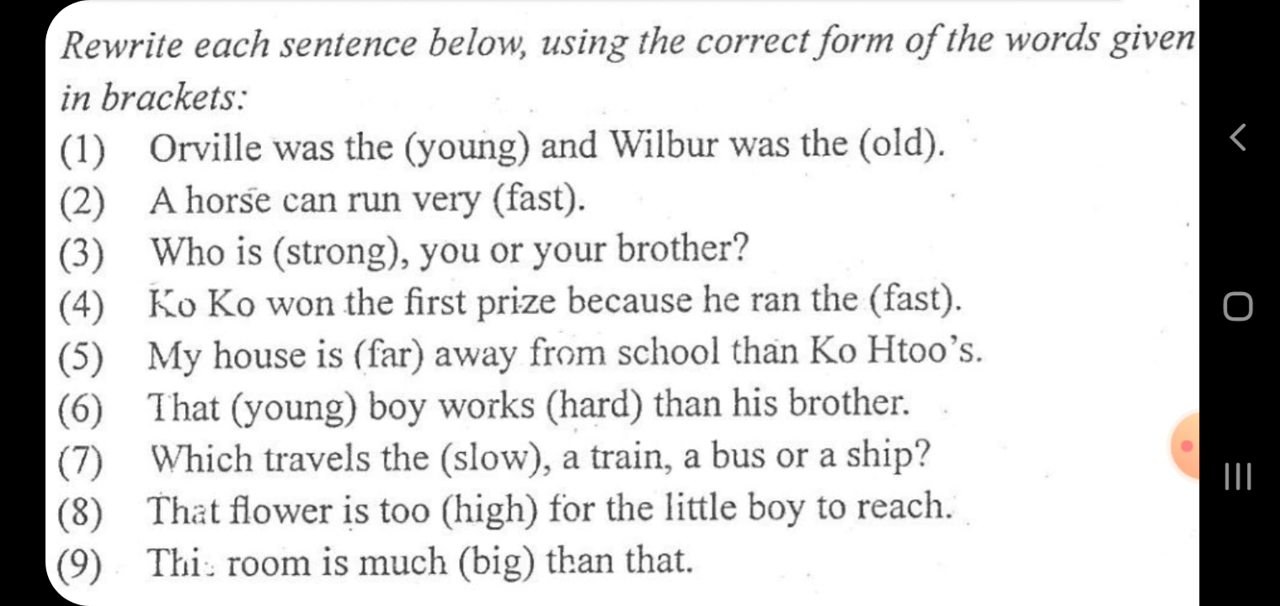 Rewrite each sentence below, using the correct form of the words given
in brackets:
(1) Orville was the (young) and Wilbur was the (old).
(2) A horse can run very (fast).
(3) Who is (strong), you or your brother?
(4) Ko Ko won the first prize because he ran the (fast).
(5) My house is (far) away from school than Ko Htoo's.
(6) That (young) boy works (hard) than his brother.
(7) Which travels the (slow), a train, a bus or a ship?
(8) That flower is too (high) for the little boy to reach.
(9) This room is much (big) than that.